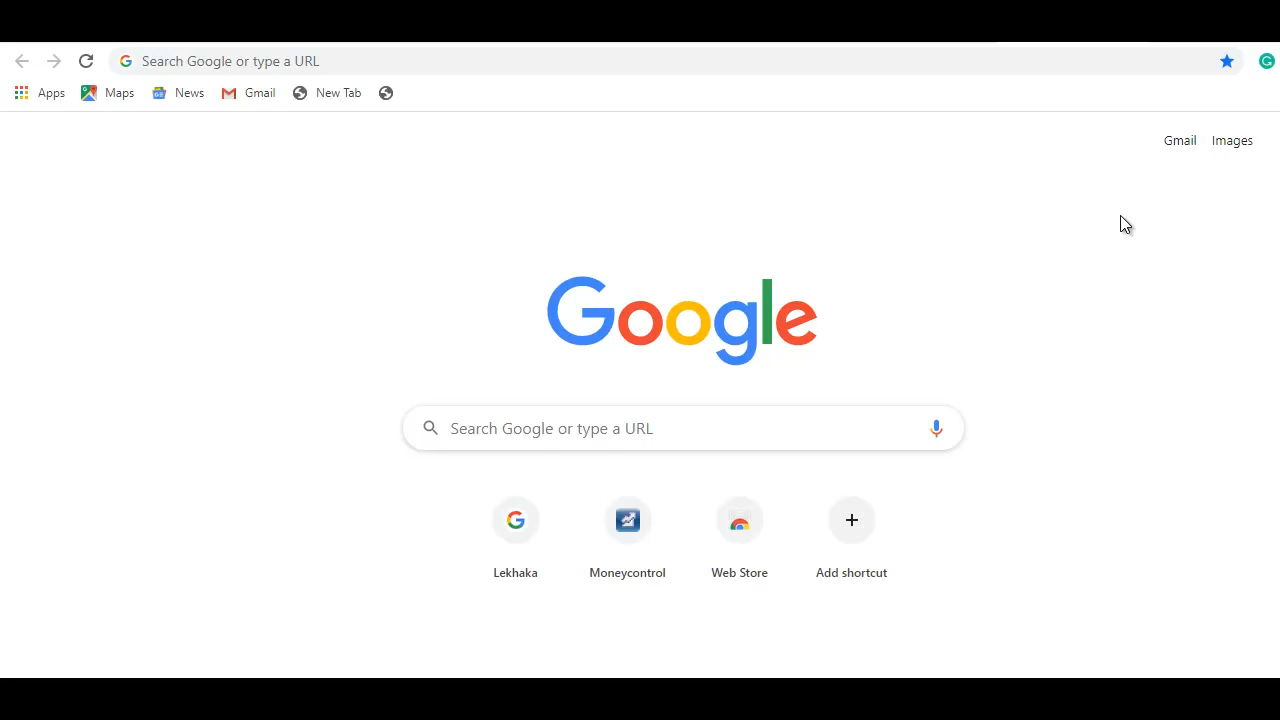 Search Google or type a URL
Apps Maps News Gmail New Tab
Gmail Images
Google
Search Google or type a URL
Lekhaka Moneycontrol Web Store Add shortcut